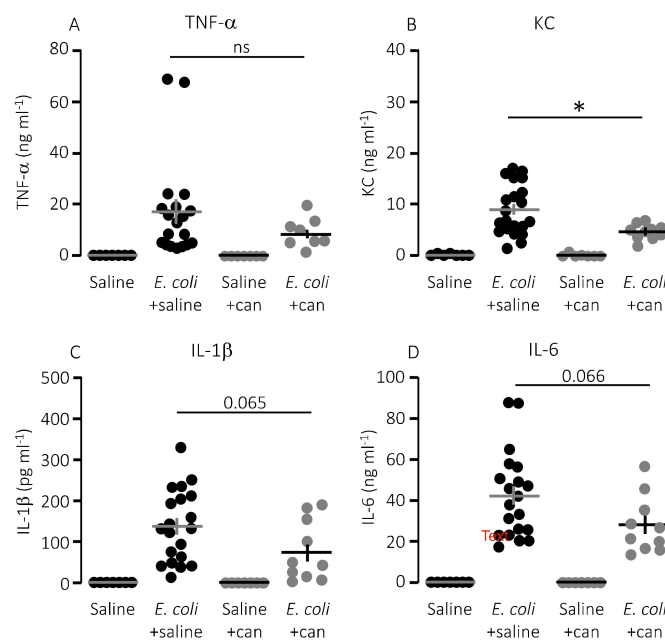 A
TNF-α
80
60
40
20
0
TNF-α (ng ml-1)
ns
Saline
E. coli
+saline
Saline
+can
E. coli
+can
B
KC
40
30
20
10
0
KC (ng ml-1)
*
Saline
E. coli
+saline
Saline
+can
E. coli
+can
C
IL-1β
500
400
300
200
100
0
IL-1β (pg ml-1)
0.065
Saline
E. coli
+saline
Saline
+can
E. coli
+can
D
IL-6
100
80
60
40
20
0
IL-6 (ng ml-1)
0.066
Text
Saline
E. coli
+saline
Saline
+can
E. coli
+can